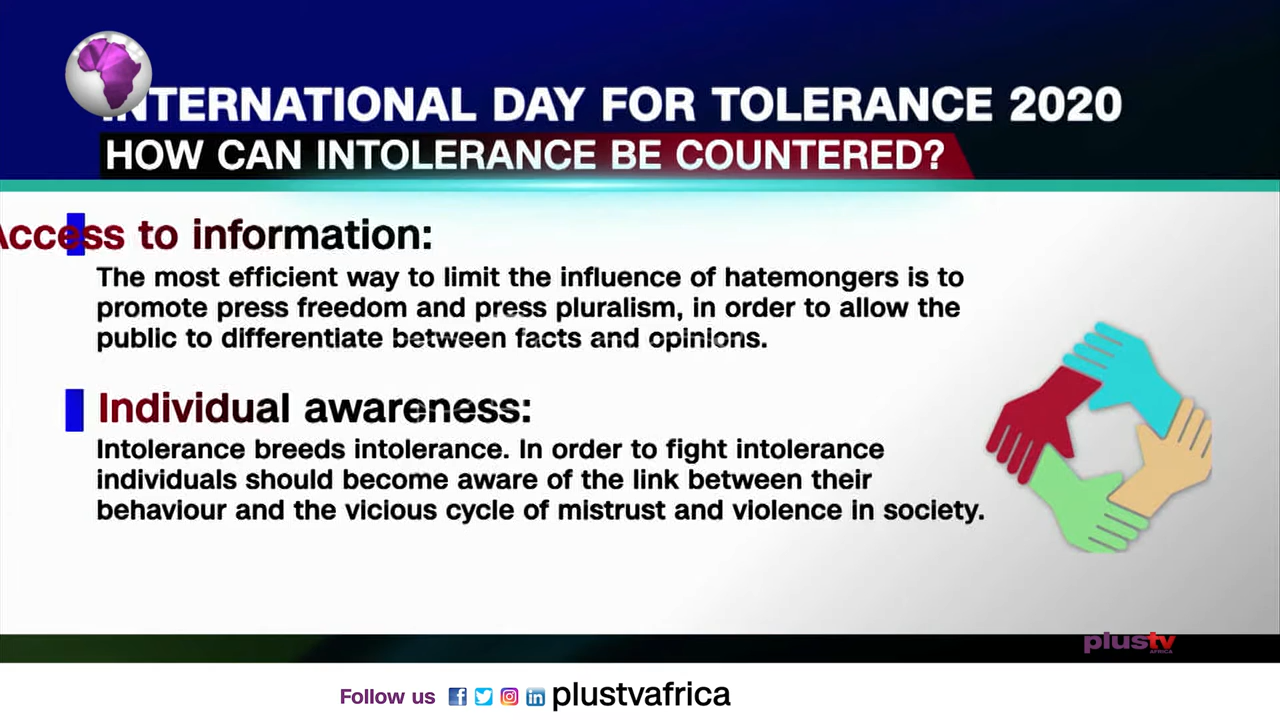 INTERNATIONAL DAY FOR TOLERANCE 2020
HOW CAN INTOLERANCE BE COUNTERED?
Access to information:
The most efficient way to limit the influence of hatemongers is to
promote press freedom and press pluralism, in order to allow the
public to differentiate between facts and opinions.
Individual awareness:
Intolerance breeds intolerance. In order to fight intolerance
individuals should become aware of the link between their
behaviour and the vicious cycle of mistrust and violence in society.
plustv
AFRICA
Follow us plustvafrica